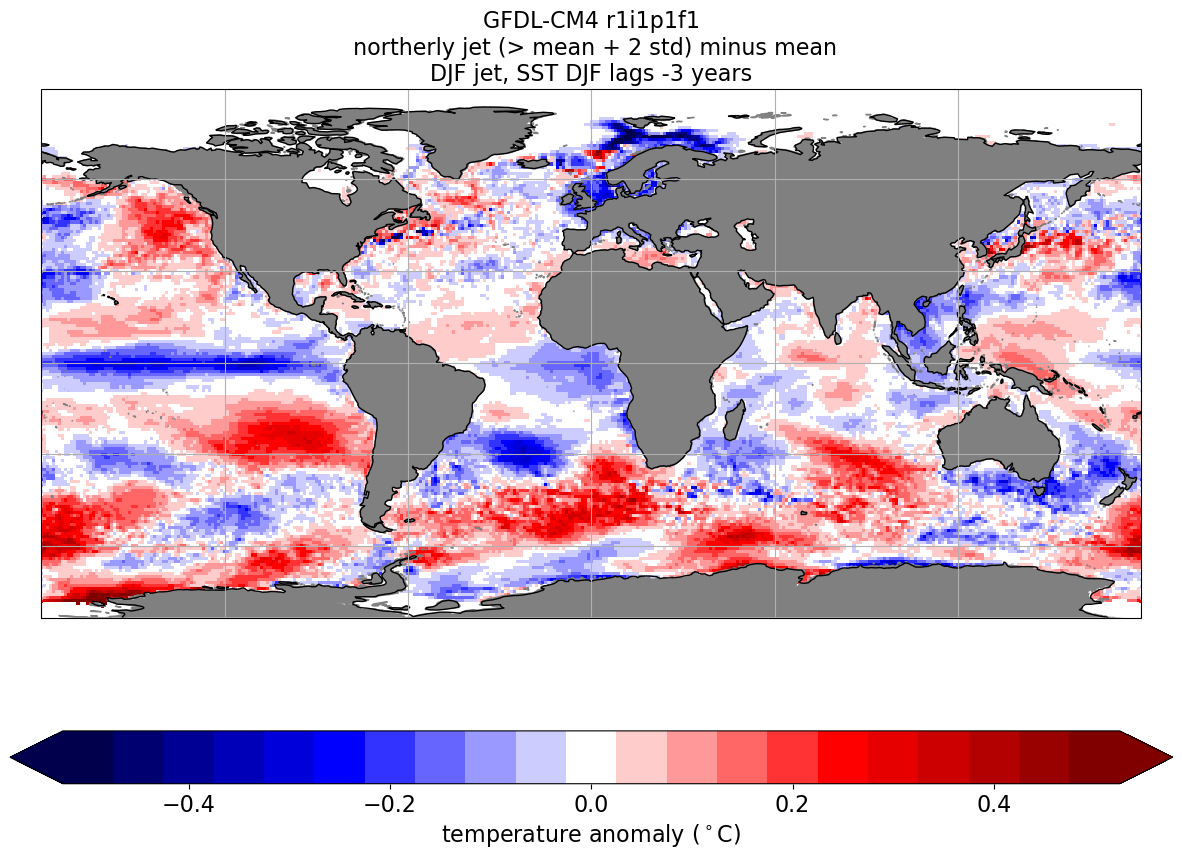 GFDL-CM4 r1i1p1f1
northerly jet (> mean + 2 std) minus mean
DJF jet, SST DJF lags -3 years
−0.4 −0.2 0.0 0.2 0.4
temperature anomaly (°C)